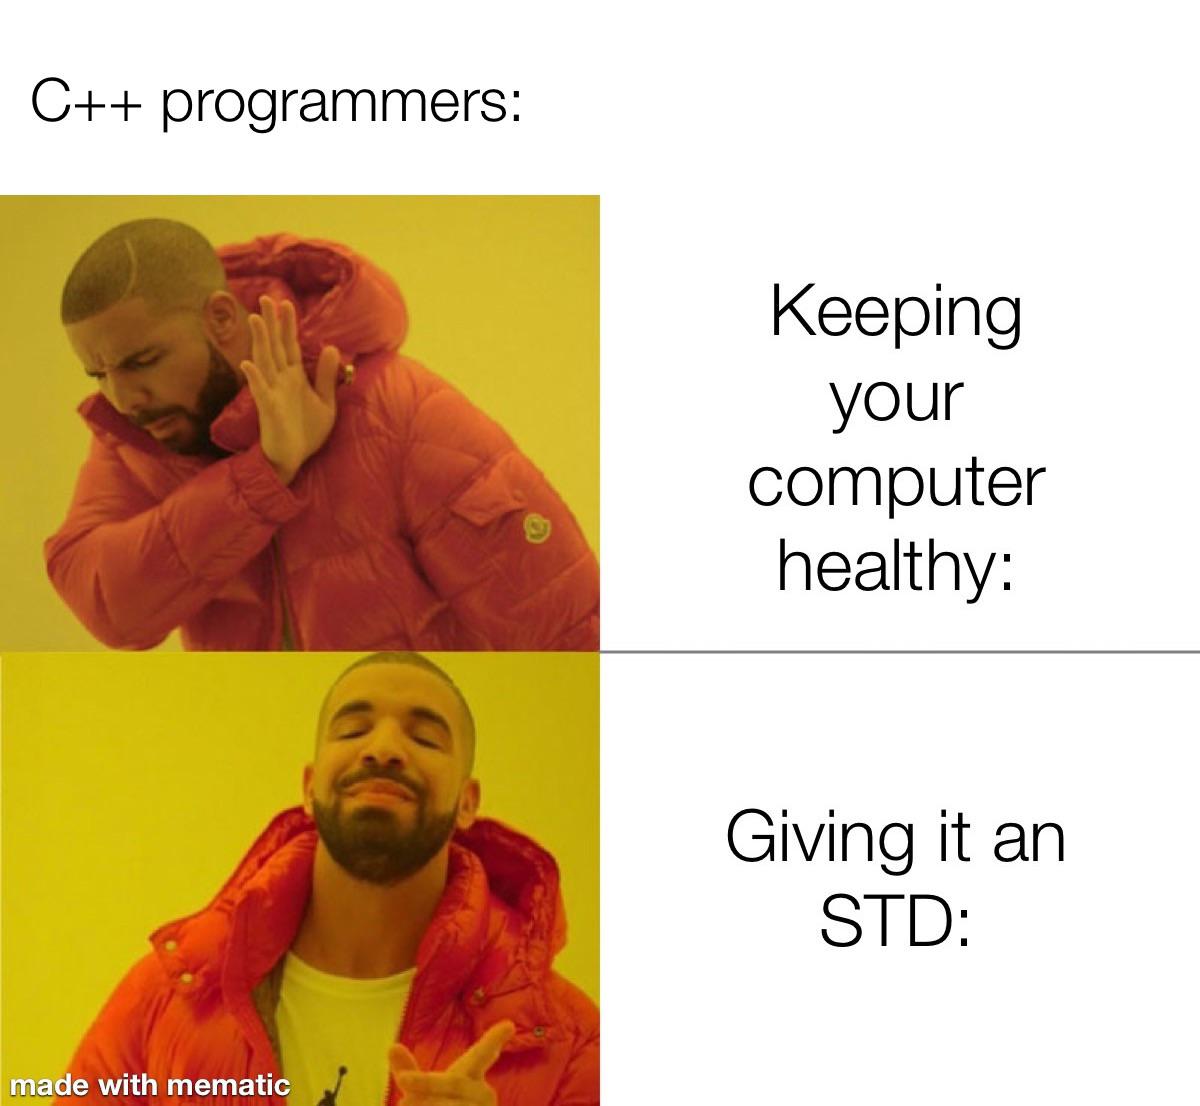 C++ programmers:
Keeping
your
computer
healthy:
Giving it an
STD:
made with mematic